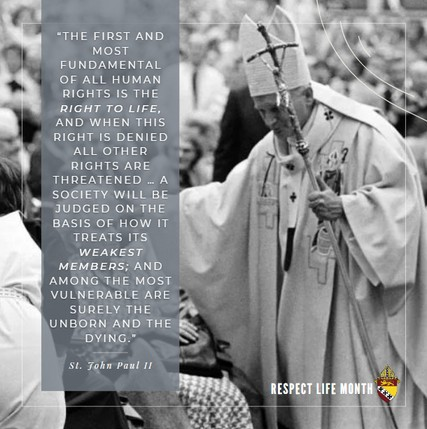 "THE FIRST AND
MOST
FUNDAMENTAL
OF ALL HUMAN
RIGHTS IS THE
RIGHT TO LIFE,
AND WHEN THIS
RIGHT IS DENIED
ALL OTHER
RIGHTS ARE
THREATENED ... A
SOCIETY WILL BE
JUDGED ON THE
BASIS OF HOW IT
TREATS ITS
WEAKEST
MEMBERS; AND
AMONG THE MOST
VULNERABLE ARE
SURELY THE
UNBORN AND THE
DYING."
St. John Paul II
RESPECT LIFE MONTH